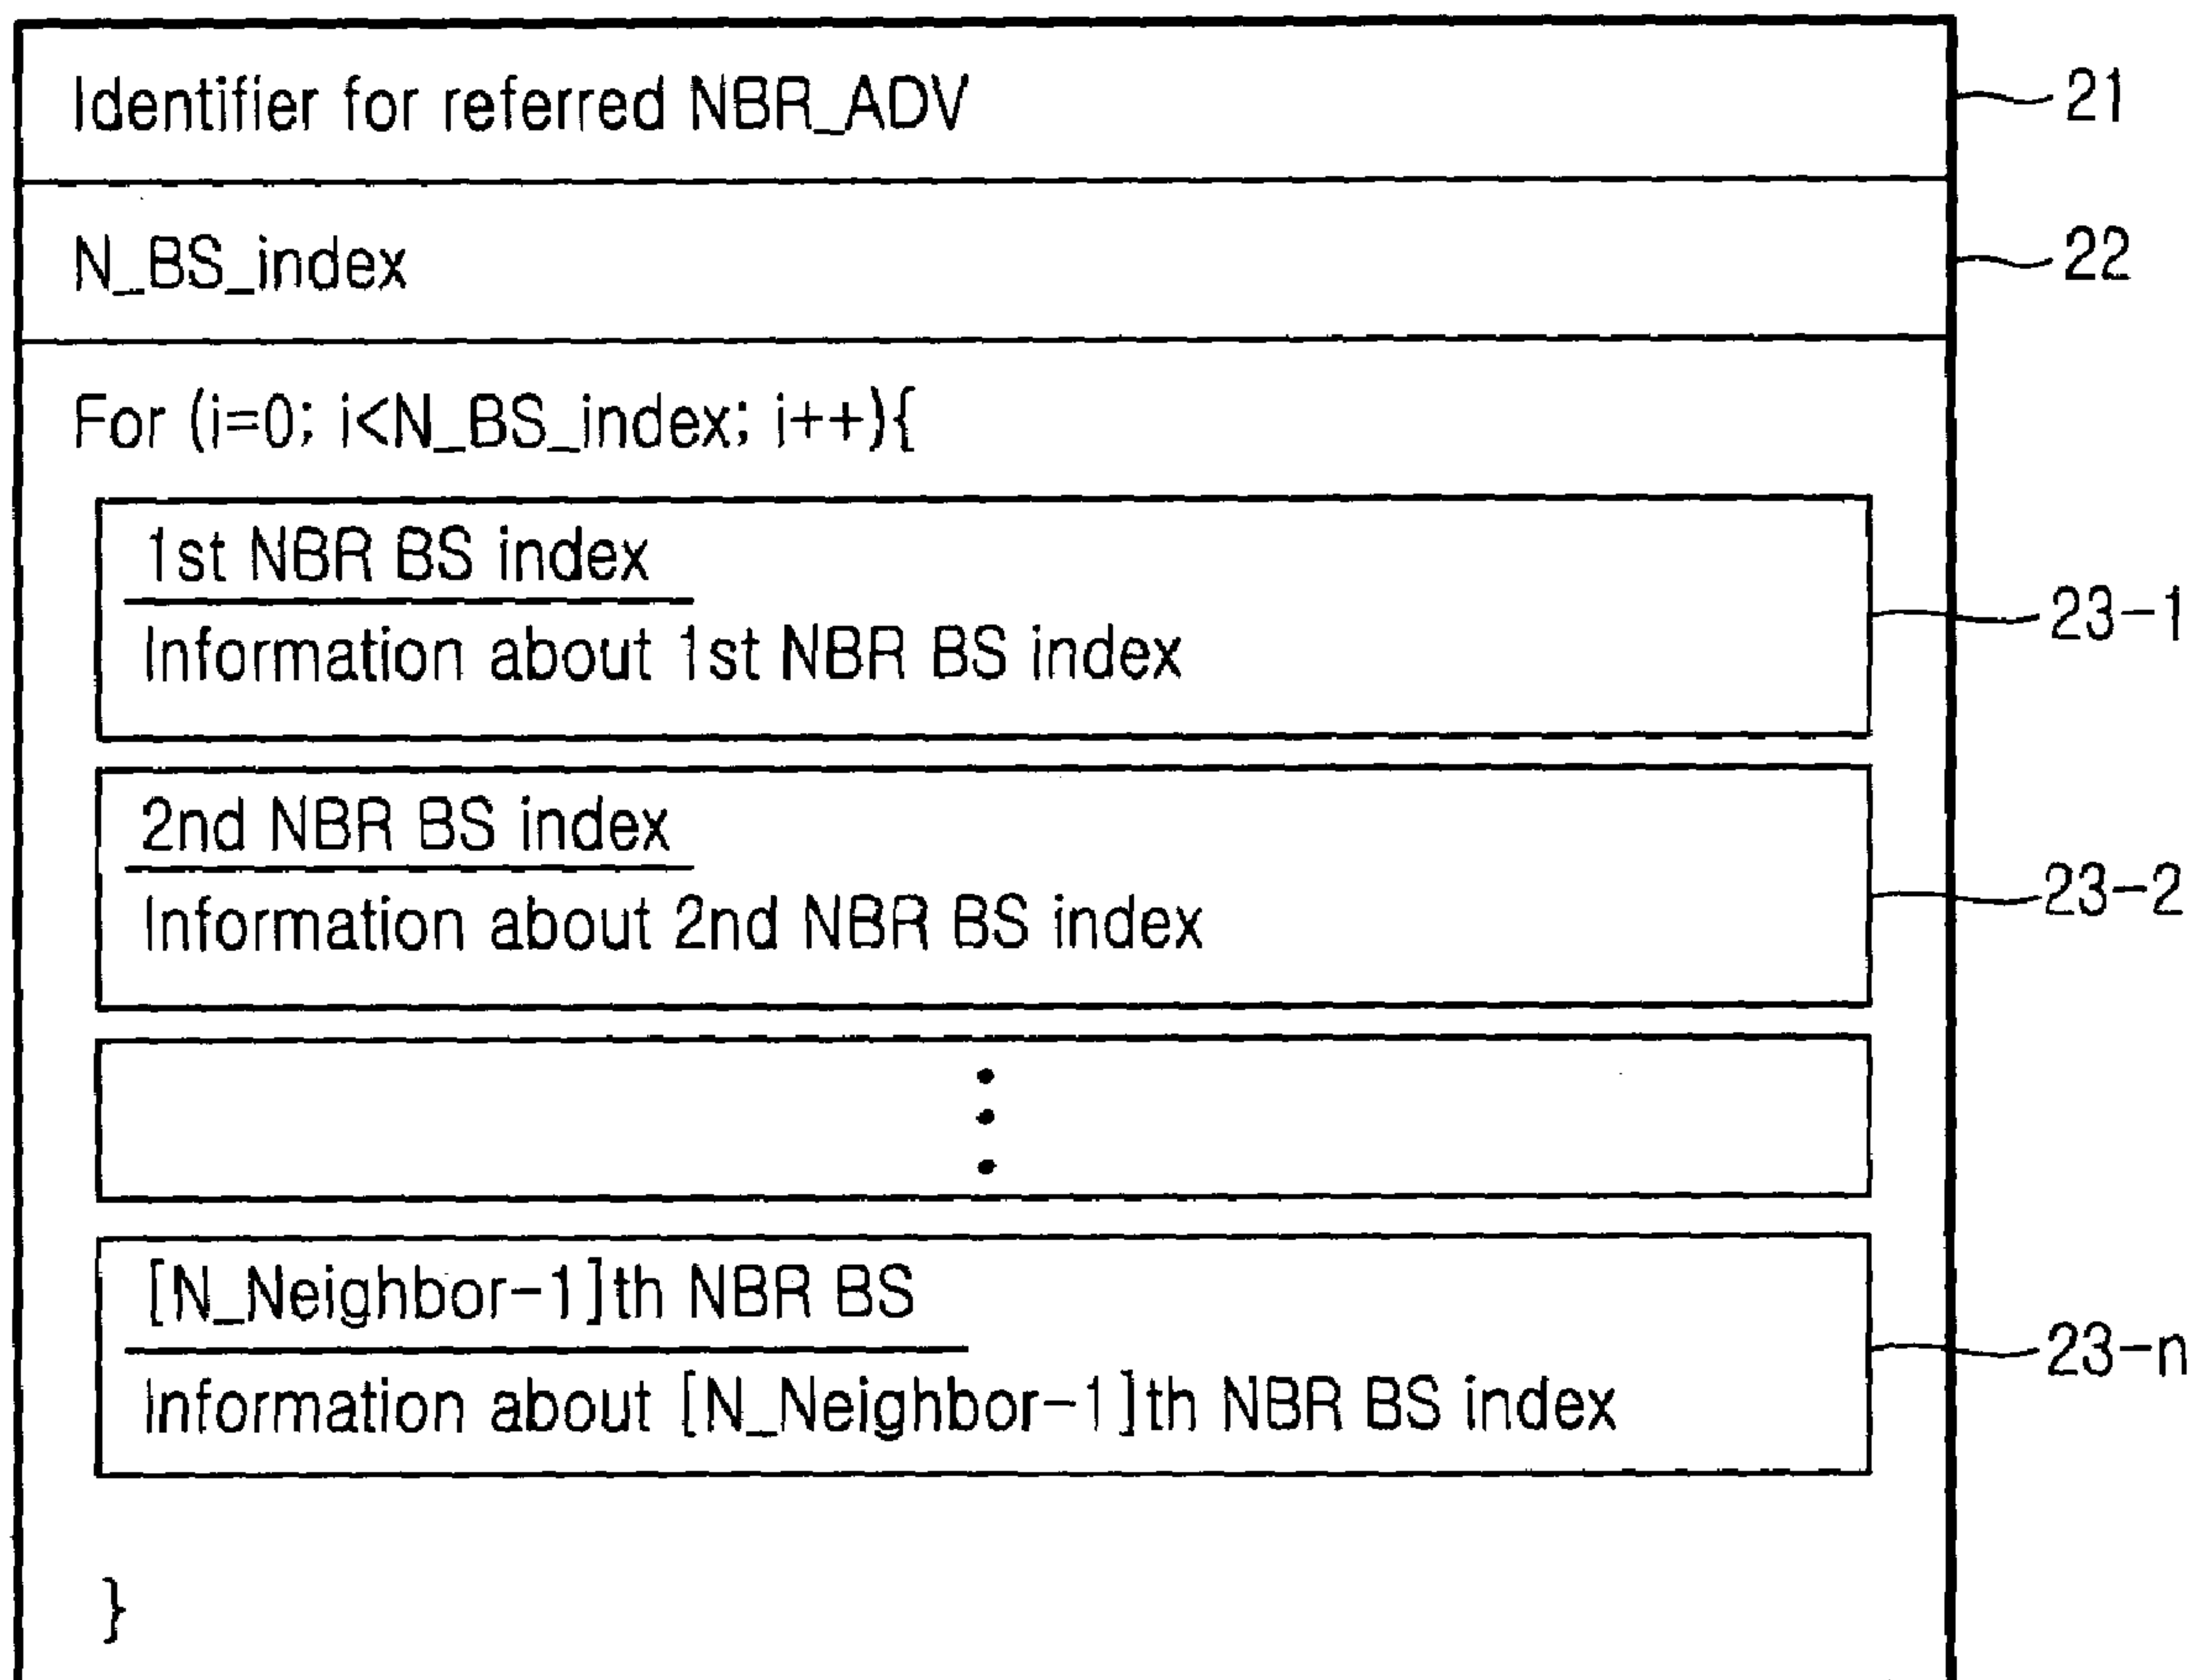 Identifier for referred NBR_ADV
21
N_BS_index
22
For (i=0; i<N_BS_index; i++){
1st NBR BS index
Information about 1st NBR BS index
23-1
2nd NBR BS index
Information about 2nd NBR BS index
23-2
[N_Neighbor-1]th NBR BS
Information about [N_Neighbor-1]th NBR BS index
23-n
}